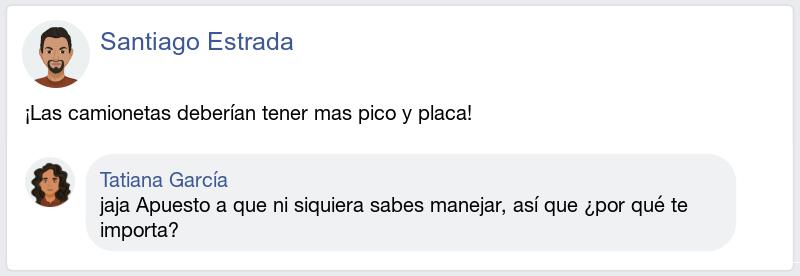 Santiago Estrada
¡Las camionetas deberían tener mas pico y placa!
Tatiana García
jaja Apuesto a que ni siquiera sabes manejar, así que ¿por qué te
importa?